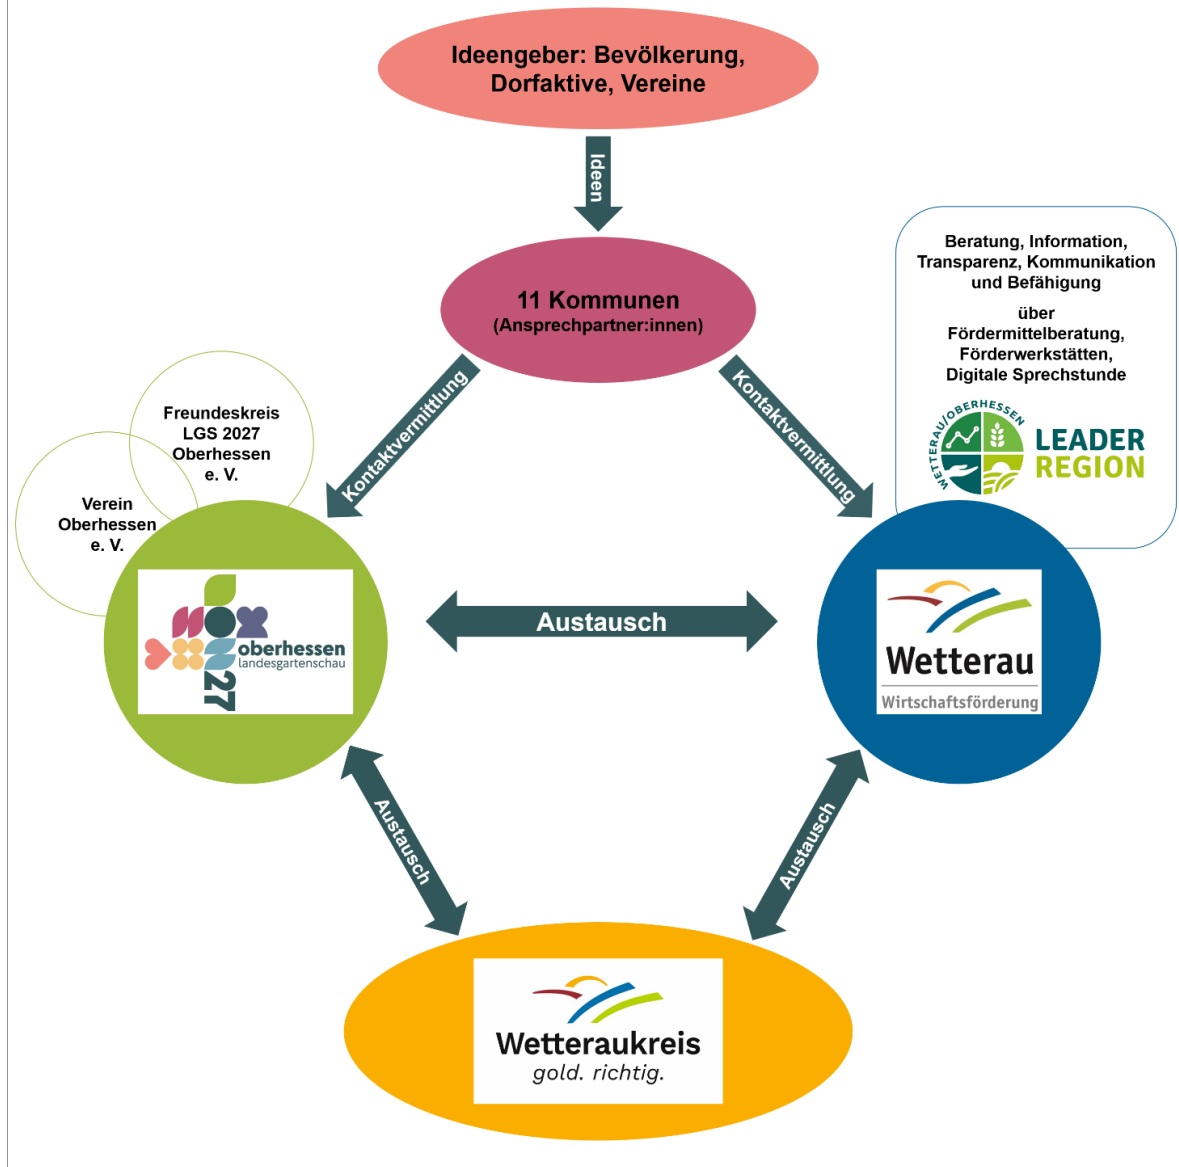 Ideengeber: Bevölkerung,
Dorfaktive, Vereine
Ideen
11 Kommunen
(Ansprechpartner:innen)
Beratung, Information,
Transparenz, Kommunikation
und Befähigung
über
Fördermittelberatung,
Förderwerkstätten,
Digitale Sprechstunde
WETTERAU/OBERHESSEN
LEADER
REGION
Kontaktvermittlung
Kontaktvermittlung
Freundeskreis
LGS 2027
Oberhessen
e. V.
Verein
Oberhessen
e. V.
oberhessen
landesgartenschau
27
Austausch
Wetterau
Wirtschaftsförderung
Austausch
Austausch
Wetteraukreis
gold. richtig.